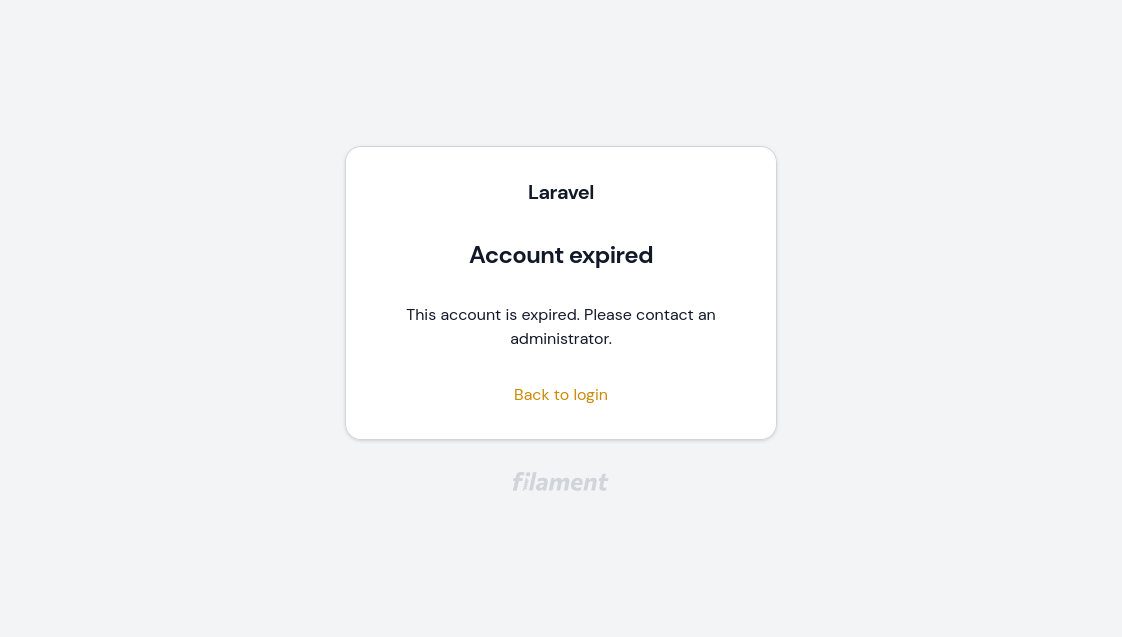 Laravel
Account expired
This account is expired. Please contact an
administrator.
Back to login
filament